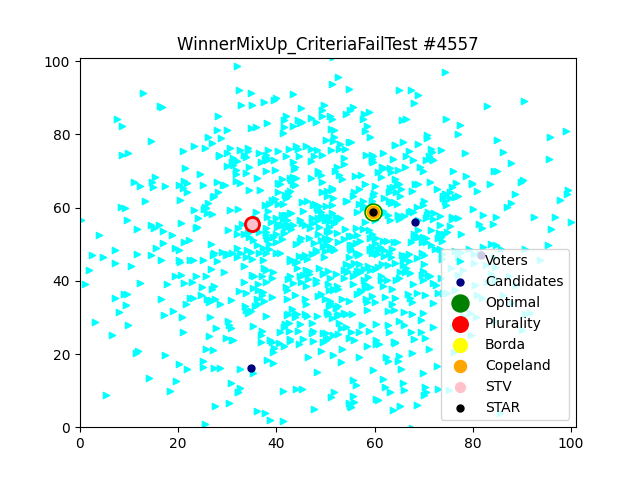 WinnerMixUp_CriteriaFailTest #4557
100
80
60
40
20
0
0 20 40 60 80 100
Voters
Candidates
Optimal
Plurality
Borda
Copeland
STV
STAR